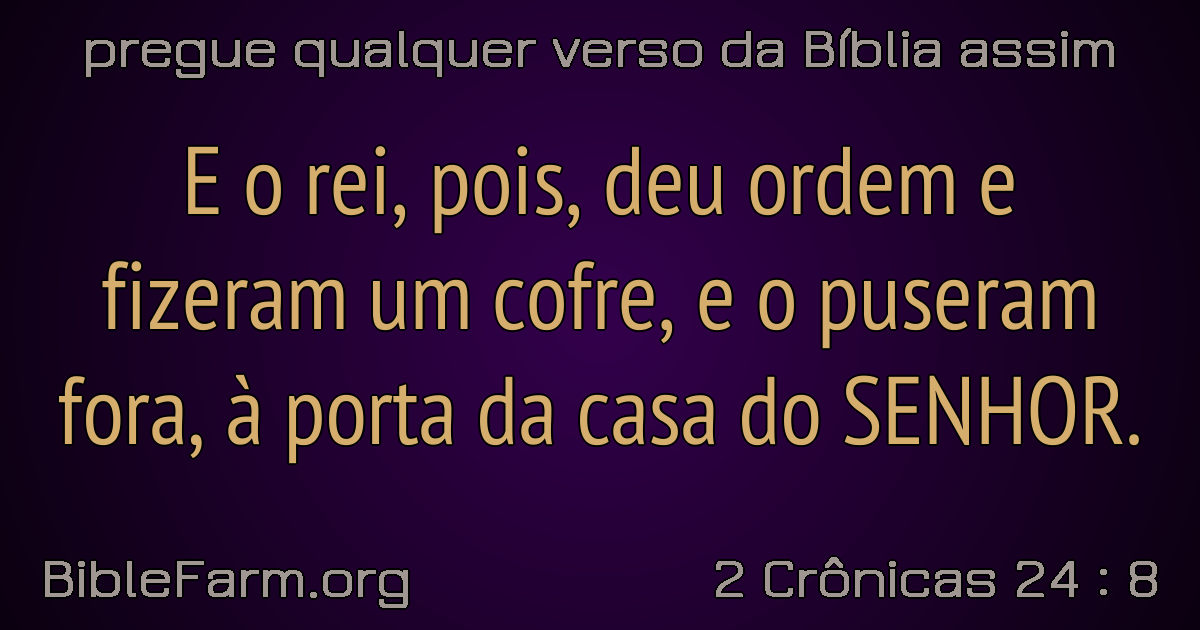 pregue qualquer verso da Bíblia assim
E o rei, pois, deu ordem e
fizeram um cofre, e o puseram
fora, à porta da casa do SENHOR.
BibleFarm.org
2 Crônicas 24 : 8